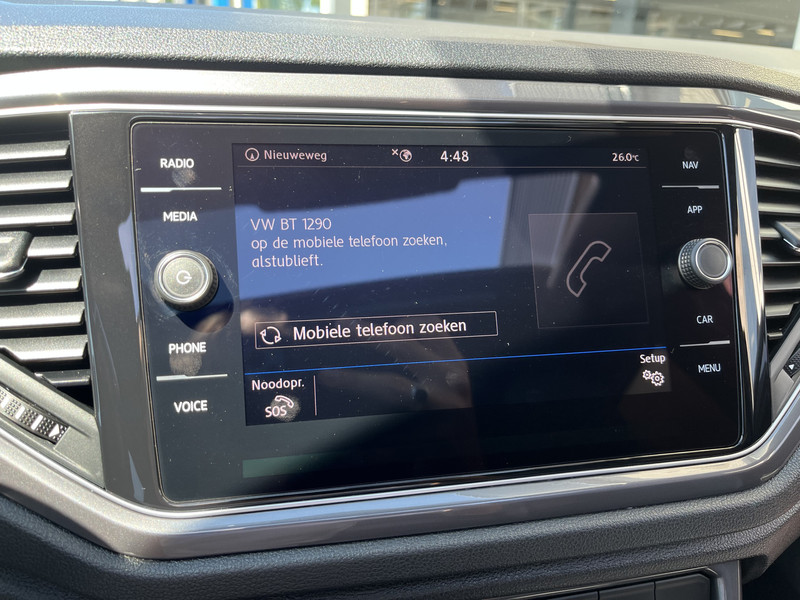 RADIO
MEDIA
PHONE
VOICE
Nieuweweg
4:48
26.0°C
VW BT 1290
op de mobiele telefoon zoeken,
alstublieft.
Mobiele telefoon zoeken
Noodopr.
SOS
Setup
NAV
APP
CAR
MENU